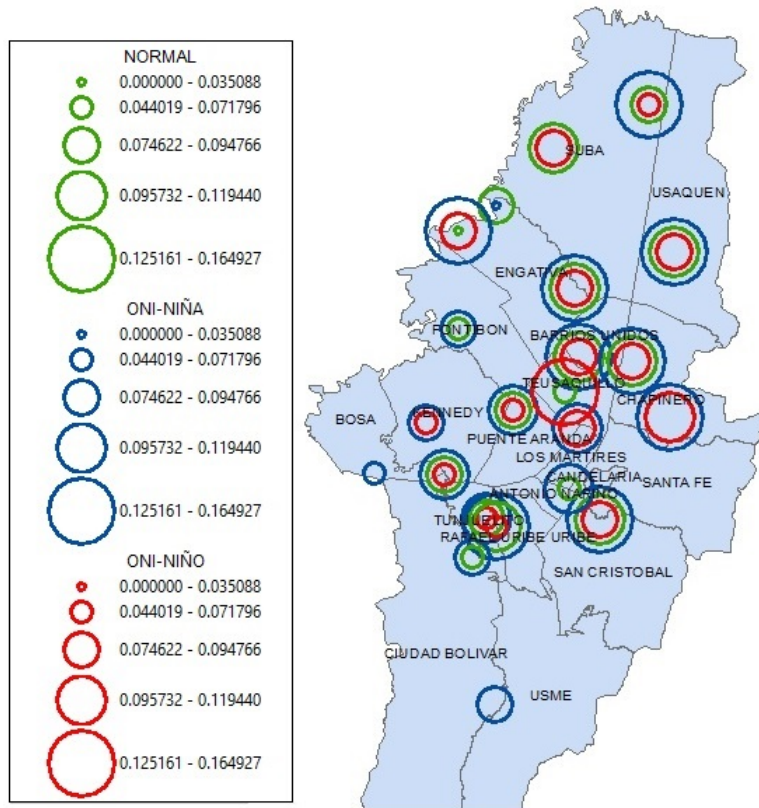 NORMAL
0.000000 - 0.035088
0.044019 - 0.071796
0.074622 - 0.094766
0.095732 - 0.119440
0.125161 - 0.164927
ONI-NIÑA
0.000000 - 0.035088
0.044019 - 0.071796
0.074622 - 0.094766
0.095732 - 0.119440
0.125161 - 0.164927
ONI-NIÑO
0.000000 - 0.035088
0.044019 - 0.071796
0.074622 - 0.094766
0.095732 - 0.119440
0.125161 - 0.164927
SUBA
USAQUEN
ENGATIVA
FONTIBON
BARRIOS UNIDOS
TEUSAQUILLO
CHAPINERO
BOSA
KENNEDY
PUENTE ARANDA
LOS MARTIRES
CANDELARIA
SANTA FE
ANTONIO NARIÑO
TUNJUELITO
RAFAEL URIBE URIBE
SAN CRISTOBAL
CIUDAD BOLIVAR
USME